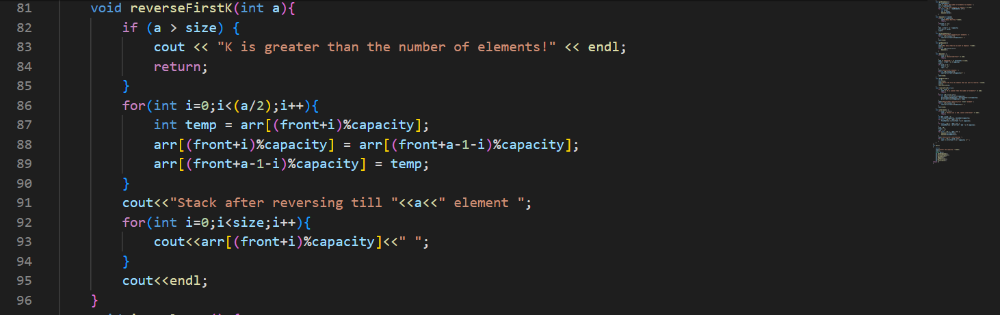 81 void reverseFirstK(int a){
82 if (a > size) {
83 cout << "K is greater than the number of elements!" << endl;
84 return;
85 }
86 for(int i=0;i<(a/2);i++){
87 int temp = arr[(front+i)%capacity];
88 arr[(front+i)%capacity] = arr[(front+a-1-i)%capacity];
89 arr[(front+a-1-i)%capacity] = temp;
90 }
91 cout<<"Stack after reversing till "<<a<<" element ";
92 for(int i=0;i<size;i++){
93 cout<<arr[(front+i)%capacity]<<" ";
94 }
95 cout<<endl;
96 }